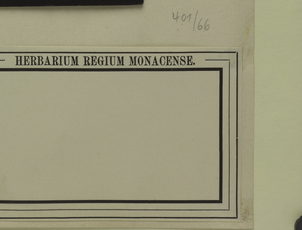 401/66
HERBARIUM REGIUM MONACENSE.